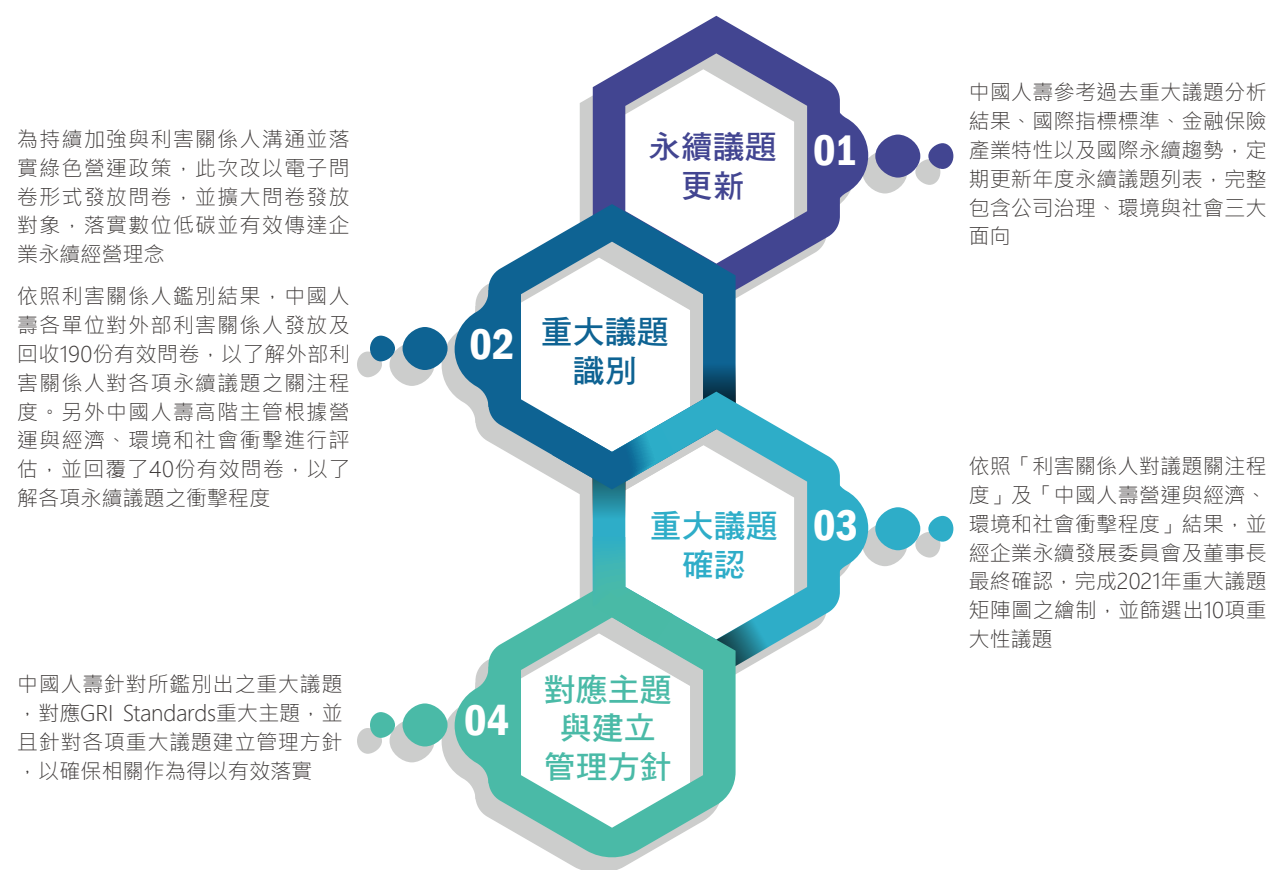 永續議題
更新
01
中國人壽參考過去重大議題分析
結果、國際指標標準、金融保險
產業特性以及國際永續趨勢，定
期更新年度永續議題列表，完整
包含公司治理、環境與社會三大
面向
為持續加強與利害關係人溝通並落
實綠色營運政策，此次改以電子問
卷形式發放問卷，並擴大問卷發放
對象，落實數位低碳並有效傳達企
業永續經營理念
依照利害關係人鑑別結果，中國人
壽各單位對外部利害關係人發放及
回收190份有效問卷，以了解外部利
害關係人對各項永續議題之關注程
度。另外中國人壽高階主管根據營
運與經濟、環境和社會衝擊進行評
估，並回覆了40份有效問卷，以了
解各項永續議題之衝擊程度
02
重大議題
識別
重大議題
確認
03
依照「利害關係人對議題關注程
度」及「中國人壽營運與經濟、
環境和社會衝擊程度」結果，並
經企業永續發展委員會及董事長
最終確認，完成2021年重大議題
矩陣圖之繪制，並篩選出10項重
大性議題
中國人壽針對所鑑別出之重大議題
，對應GRI Standards重大主題，並
且針對各項重大議題建立管理方針
，以確保相關作為得以有效落實
04
對應主題
與建立
管理方針